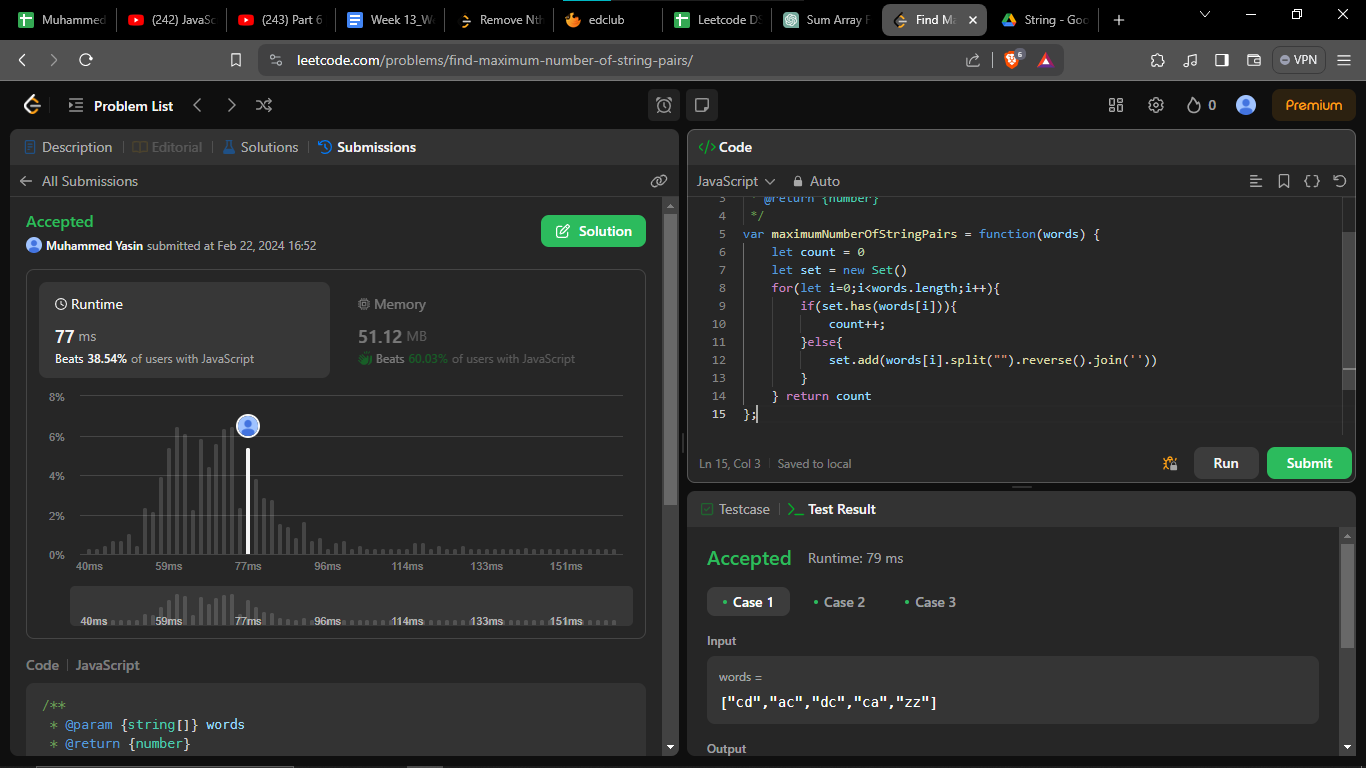 Muhammed
(242) JavaSc
(243) Part 6
Week 13_W
Remove Nth
edclub
Leetcode DS
Sum Array F
Find Ma
String - Goo
leetcode.com/problems/find-maximum-number-of-string-pairs/
6
VPN
Problem List
0
Premium
Description
Editorial
Solutions
Submissions
All Submissions
Accepted
Solution
Muhammed Yasin submitted at Feb 22, 2024 16:52
Runtime
77 ms
Beats 38.54% of users with JavaScript
Memory
51.12 MB
Beats 60.03% of users with JavaScript
8%
6%
4%
2%
0%
40ms 59ms 77ms 96ms 114ms 133ms 151ms
40ms 59ms 77ms 96ms 114ms 133ms 151ms
Code | JavaScript
/**
* @param {string[]} words
* @return {number}
</> Code
JavaScript
Auto
3 * @return {number}
4 */
5 var maximumNumberOfStringPairs = function(words) {
6 let count = 0
7 let set = new Set()
8 for(let i=0;i<words.length;i++){
9 if(set.has(words[i])){
10 count++;
11 }else{
12 set.add(words[i].split("").reverse().join(''))
13 }
14 } return count
15 };
Ln 15, Col 3 | Saved to local
Run
Submit
Testcase
Test Result
Accepted Runtime: 79 ms
• Case 1 • Case 2 • Case 3
Input
words =
["cd","ac","dc","ca","zz"]
Output